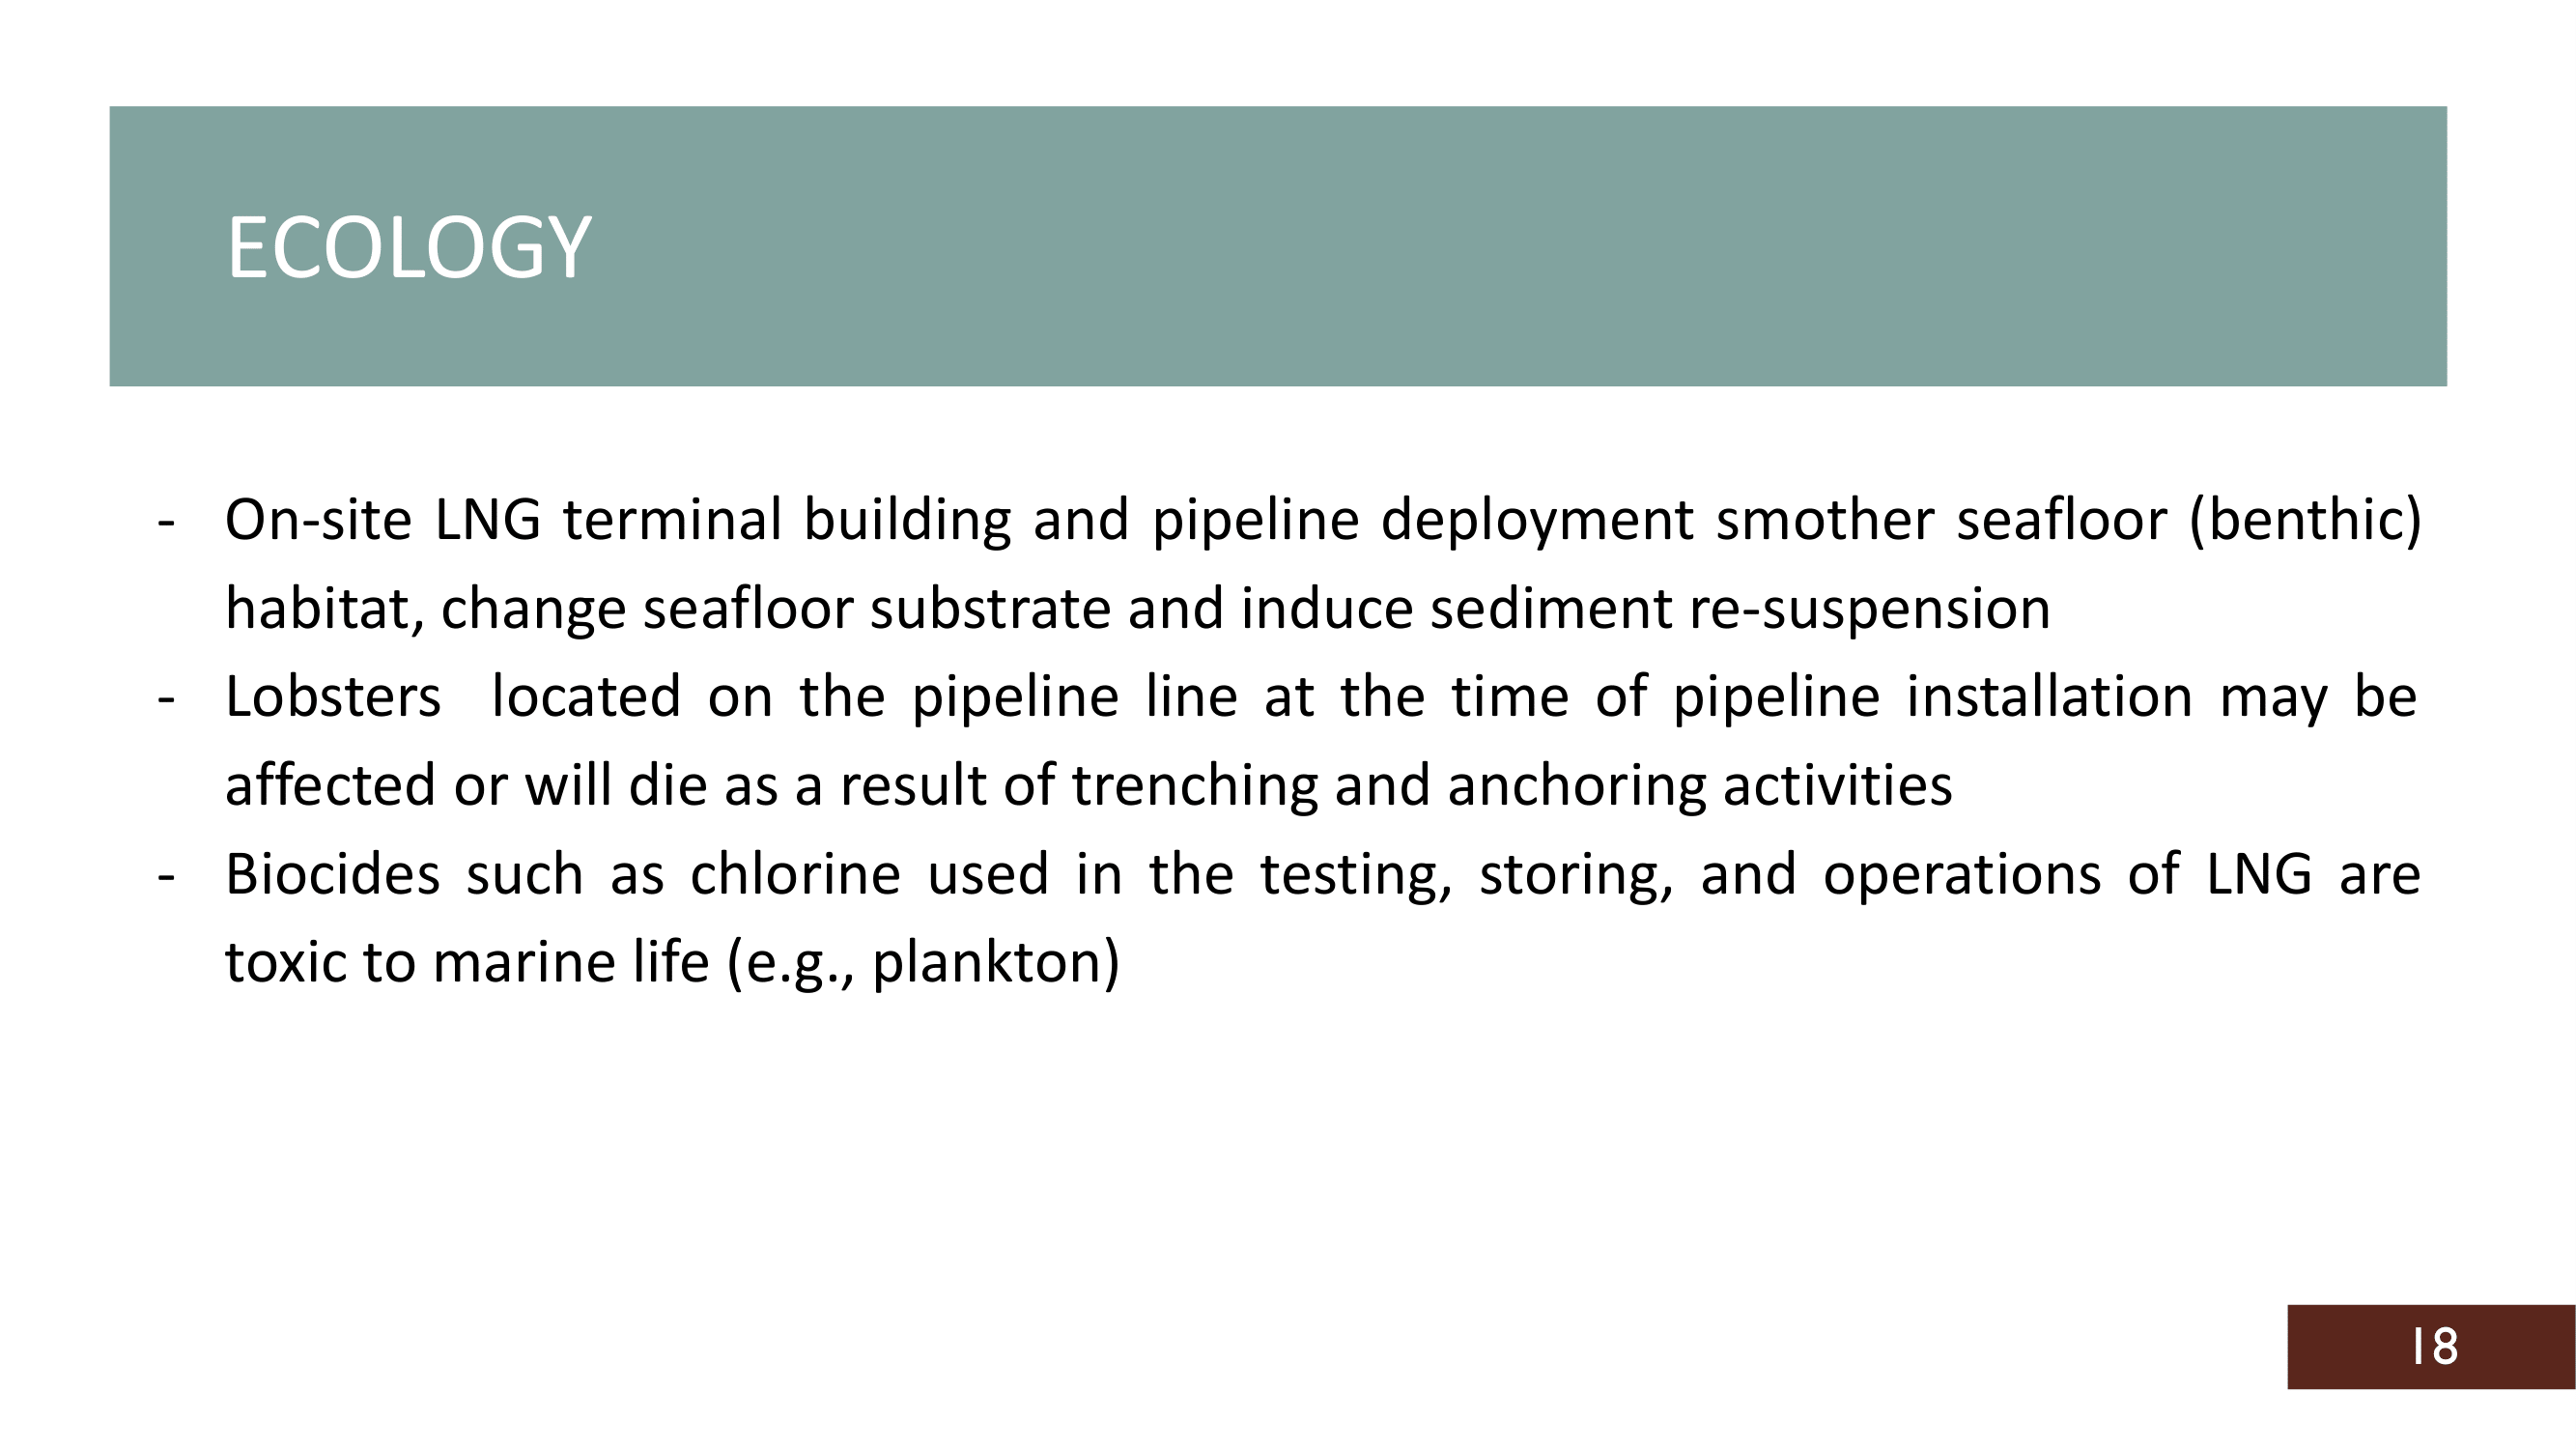 ECOLOGY
- On-site LNG terminal building and pipeline deployment smother seafloor (benthic)
habitat, change seafloor substrate and induce sediment re-suspension
- Lobsters  located on the pipeline line at the time of pipeline installation may be
affected or will die as a result of trenching and anchoring activities
- Biocides such as chlorine used in the testing, storing, and operations of LNG are
toxic to marine life (e.g., plankton)
18